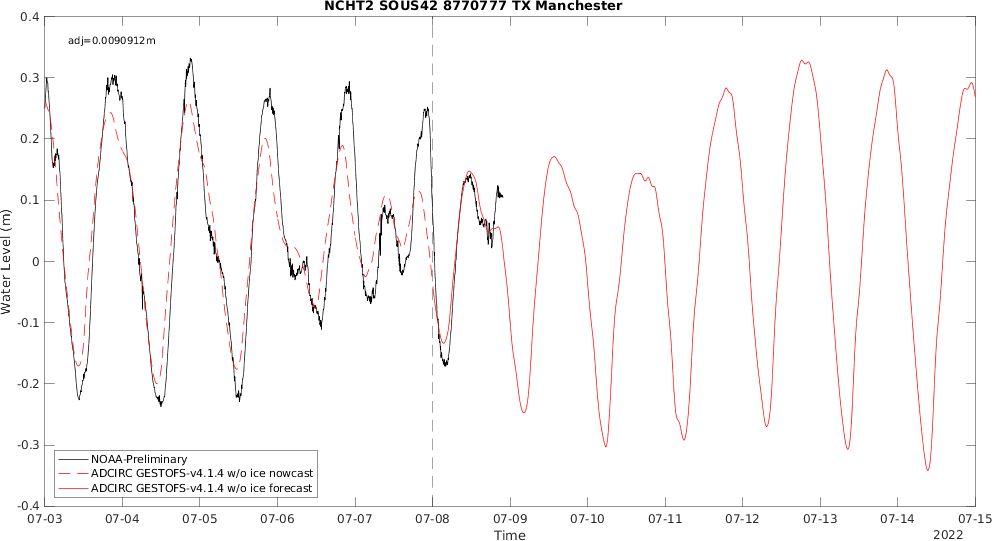 NCHT2 SOUS42 8770777 TX Manchester
adj=0.0090912m
0.4
0.3
0.2
0.1
0
-0.1
-0.2
-0.3
-0.4
Water Level (m)
NOAA-Preliminary
ADCIRC GESTOFS-v4.1.4 w/o ice nowcast
ADCIRC GESTOFS-v4.1.4 w/o ice forecast
07-03 07-04 07-05 07-06 07-07 07-08 07-09 07-10 07-11 07-12 07-13 07-14 07-15
Time
2022